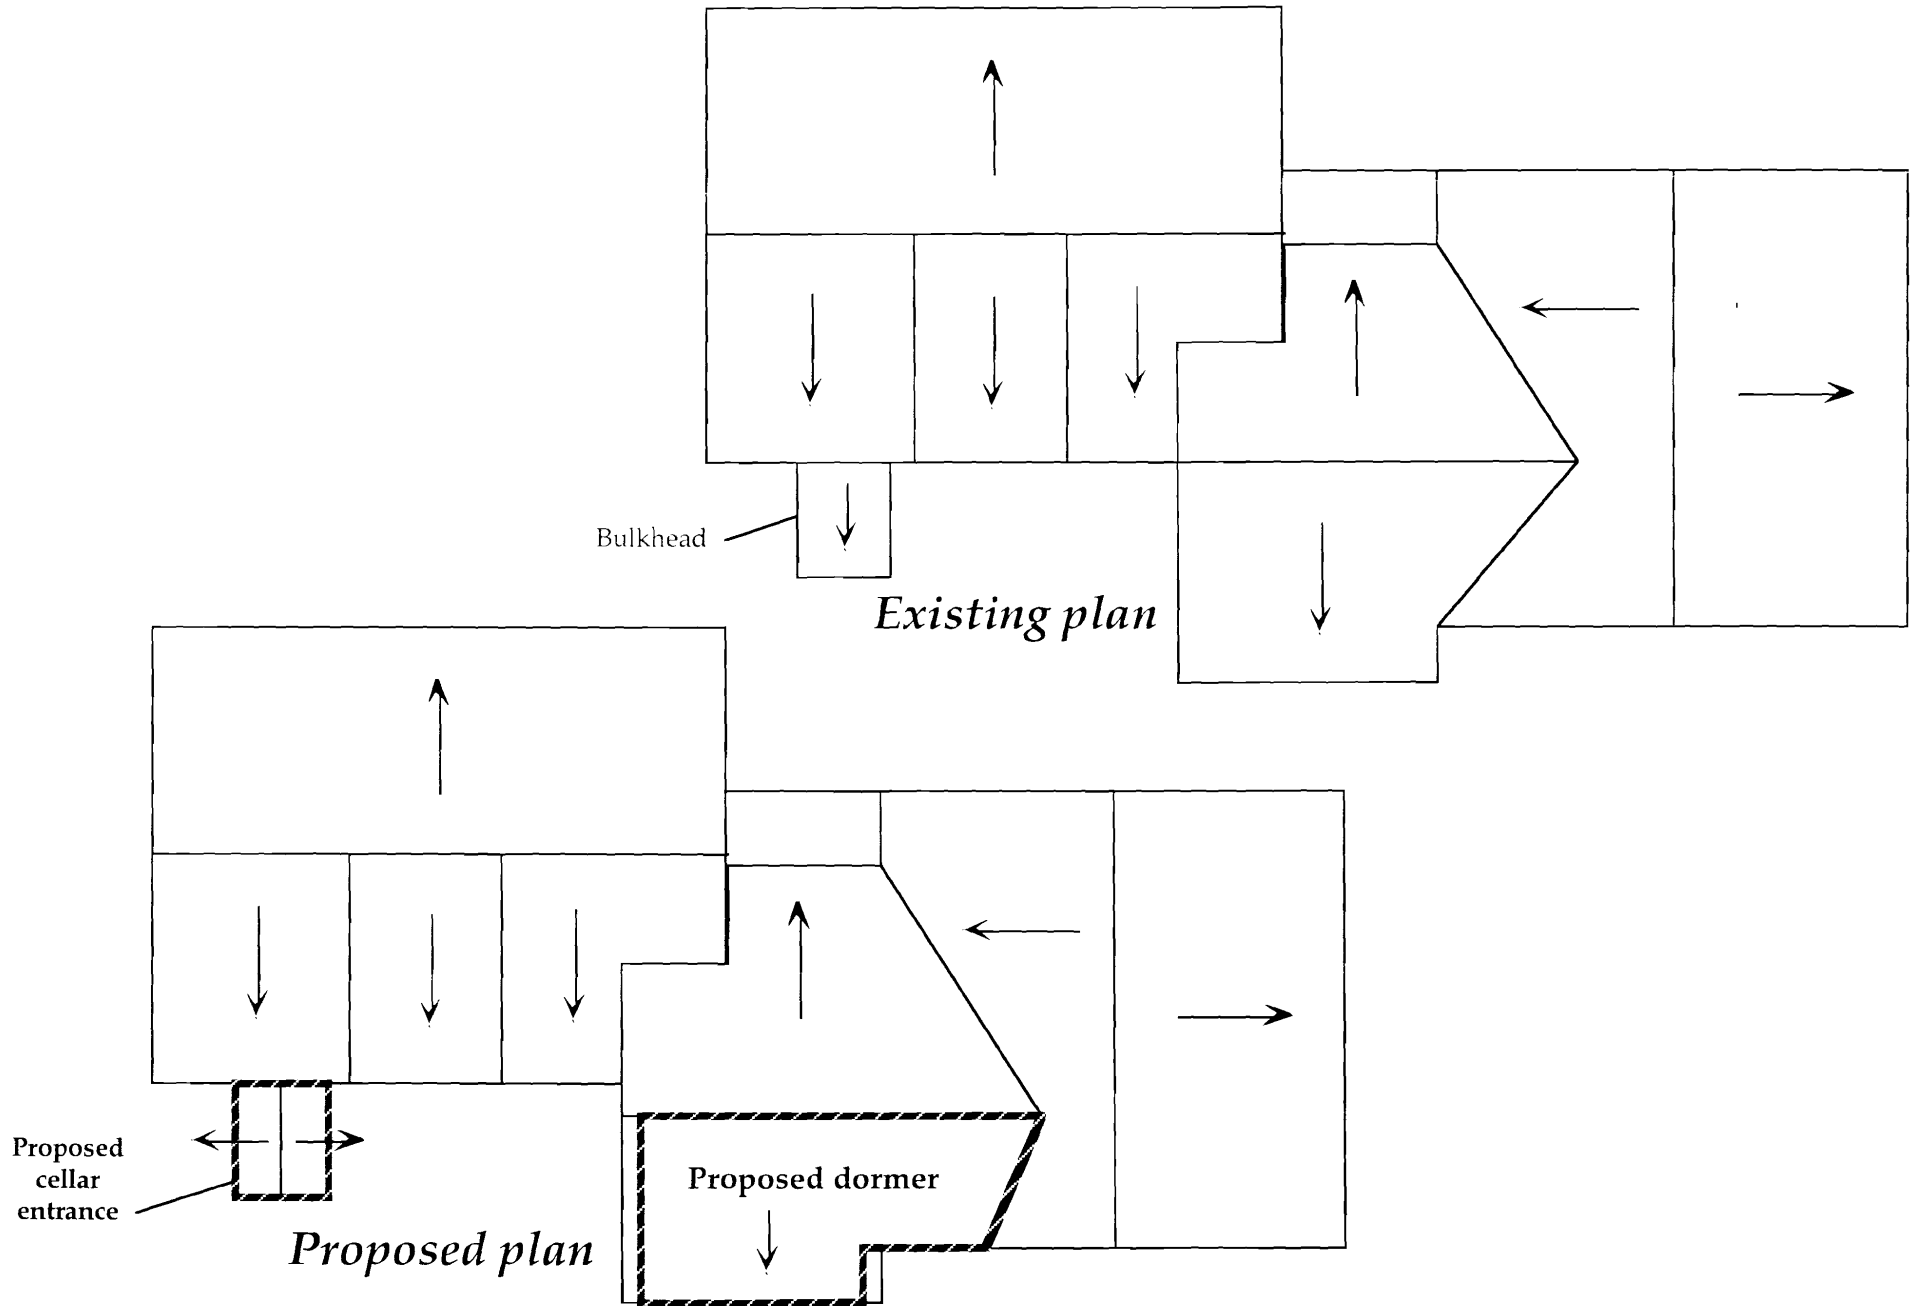 Bulkhead
Existing plan
Proposed
cellar
entrance
Proposed dormer
Proposed plan